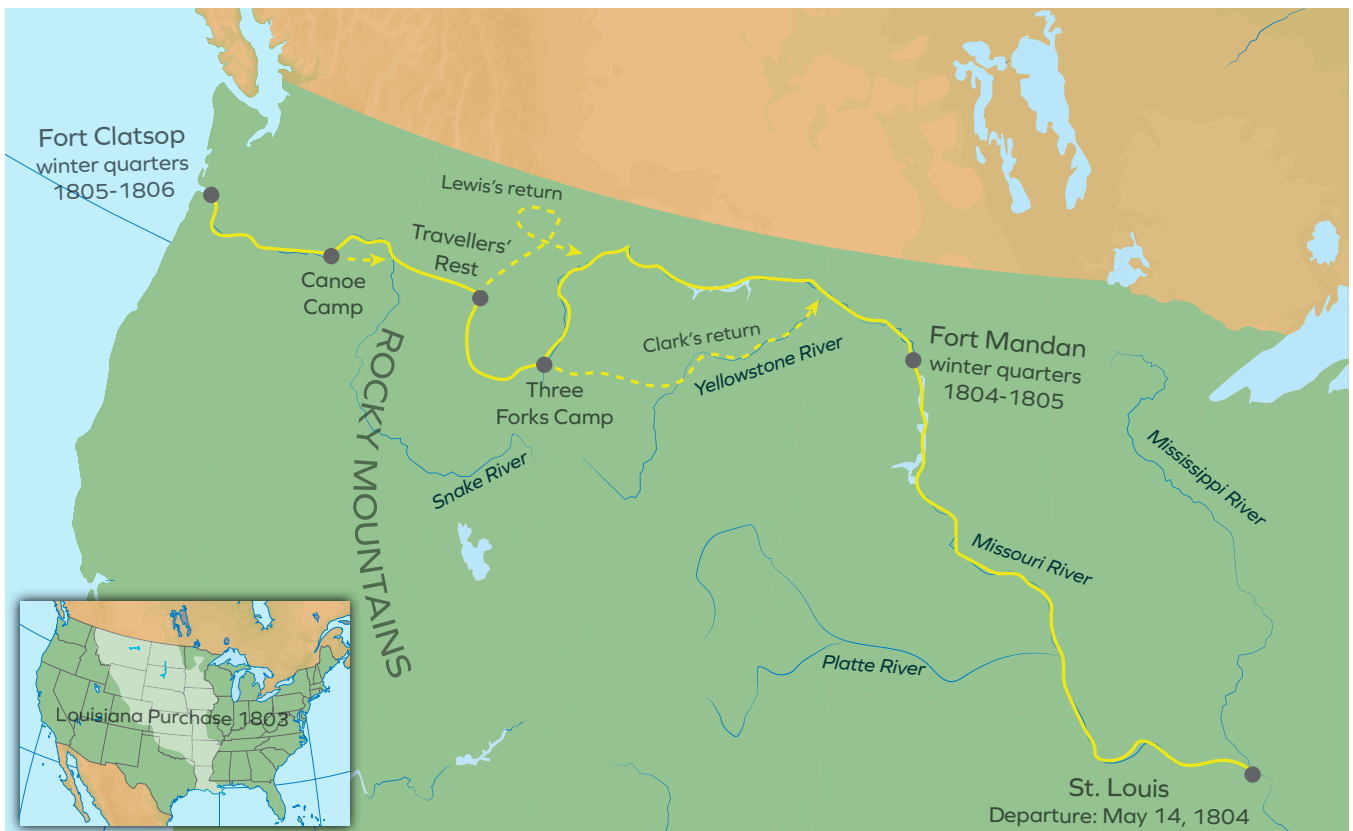 Fort Clatsop
winter quarters
1805-1806
Lewis's return
Travellers'
Rest
Canoe
Camp
ROCKY MOUNTAINS
Three
Forks Camp
Clark's return
Yellowstone River
Snake River
Fort Mandan
winter quarters
1804-1805
Mississippi River
Missouri River
Platte River
St. Louis
Departure: May 14, 1804
Louisiana Purchase 1803